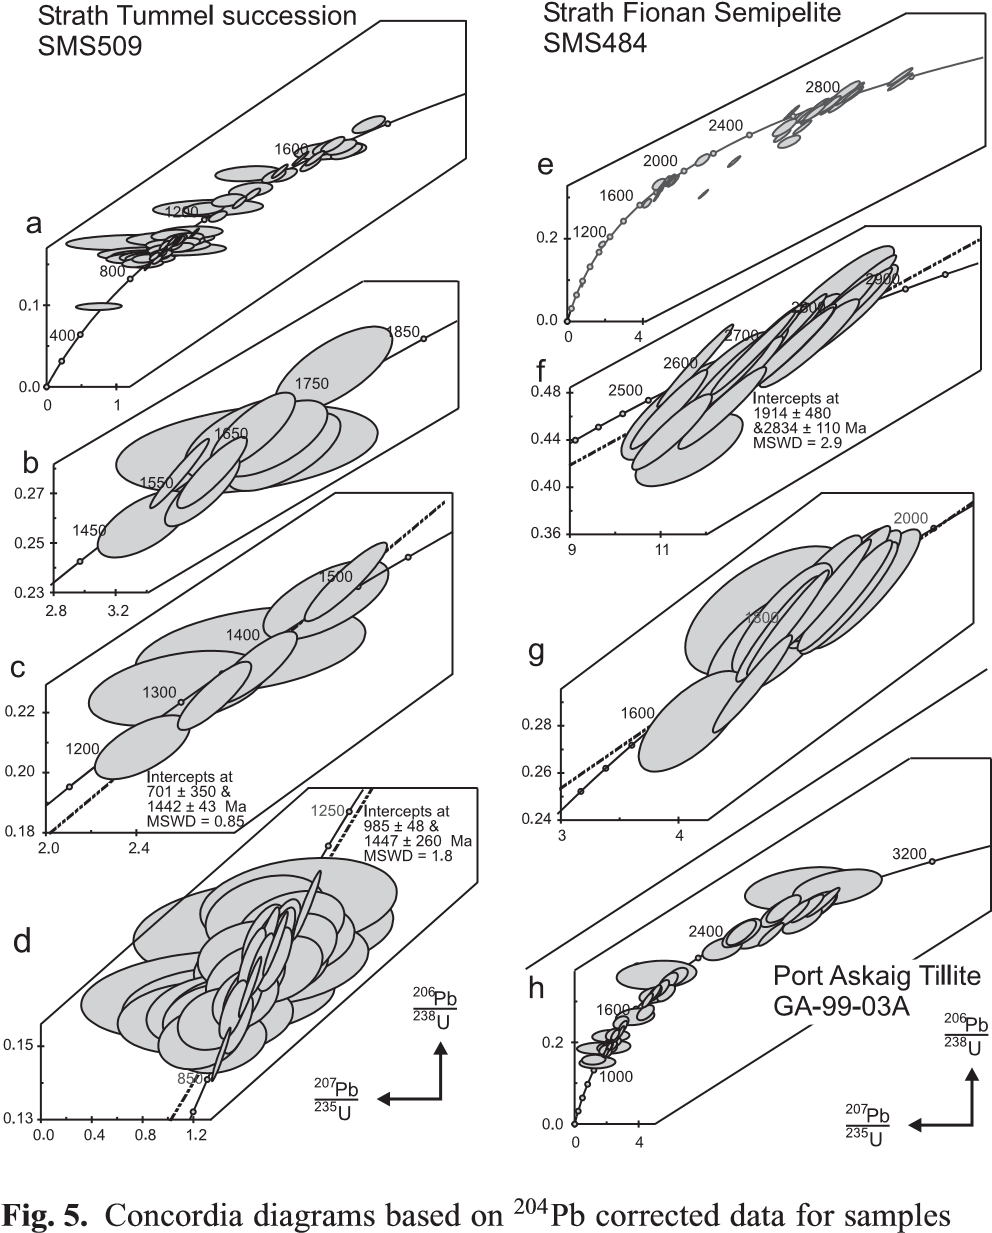 Strath Tummel succession
SMS509
a
1600
1200
800
400
0.1
0.0
0
1
b
1850
1750
1650
1550
1450
0.27
0.25
0.23
2.8
3.2
c
1500
1400
1300
1200
0.22
0.20
0.18
2.0
2.4
Intercepts at
701 ± 350 &
1442 ± 43 Ma
MSWD = 0.85
d
1250
Intercepts at
985 ± 48 &
1447 ± 260 Ma
MSWD = 1.8
850
0.15
0.13
0.0
0.4
0.8
1.2
206Pb
238U
207Pb
235U
Strath Fionan Semipelite
SMS484
e
2800
2400
2000
1600
1200
0.2
0.0
0
4
f
2900
2800
2700
2600
2500
0.48
0.44
0.40
0.36
9
11
Intercepts at
1914 ± 480
&2834 ± 110 Ma
MSWD = 2.9
g
2000
1800
1600
0.28
0.26
0.24
3
4
h
3200
2400
1600
1000
0.2
0.0
0
4
Port Askaig Tillite
GA-99-03A
206Pb
238U
207Pb
235U
Fig. 5. Concordia diagrams based on 204Pb corrected data for samples